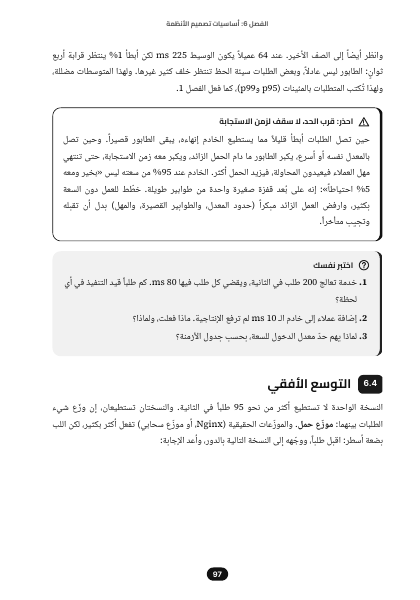 الفصل 6: أساسيات تصميم الأنظمة
وانظر أيضاً إلى الصف الأخير. عند 64 عميلاً يكون الوسيط 225 ms لكن أبطأ 1% ينتظر قرابة أربع
ثوانٍ: الطابور ليس عادلاً، وبعض الطلبات سيئة الحظ تنتظر خلف كثير غيرها. ولهذا المتوسطات مضللة،
ولهذا تُكتب المتطلبات بالمئينات (p95 وp99)، كما فعل الفصل 1.
احذر: قرب الحد، لا سقف لزمن الاستجابة
حين تصل الطلبات أبطأ قليلاً مما يستطيع الخادم إنهاءه، يبقى الطابور قصيراً. وحين تصل
بالمعدل نفسه أو أسرع، يكبر الطابور ما دام الحمل الزائد، ويكبر معه زمن الاستجابة، حتى تنتهي
مهل العملاء فيعيدون المحاولة، فيزيد الحمل أكثر. الخادم عند 95% من سعته ليس «بخير ومعه
5% احتياطاً»: إنه على بُعد قفزة صغيرة واحدة من طوابير طويلة. خطّط للعمل دون السعة
بكثير، وارفض العمل الزائد مبكراً (حدود المعدل، والطوابير القصيرة، والمهل) بدل أن تقبله
وتجيب متأخراً.
اختبر نفسك
1. خدمة تعالج 200 طلب في الثانية، ويقضي كل طلب فيها 80 ms. كم طلباً قيد التنفيذ في أي
لحظة؟
2. إضافة عملاء إلى خادم الـ 10 ms لم ترفع الإنتاجية. ماذا فعلت، ولماذا؟
3. لماذا يهم حدّ معدل الدخول للسعة، بحسب جدول الأزمنة؟
6.4 التوسع الأفقي
النسخة الواحدة لا تستطيع أكثر من نحو 95 طلباً في الثانية. والنسختان تستطيعان، إن وزّع شيء
الطلبات بينهما: موزّع حمل. والموزّعات الحقيقية (Nginx، أو موزّع سحابي) تفعل أكثر بكثير، لكن اللب
بضعة أسطر: اقبل طلباً، ووجّهه إلى النسخة التالية بالدور، وأعد الإجابة:
97